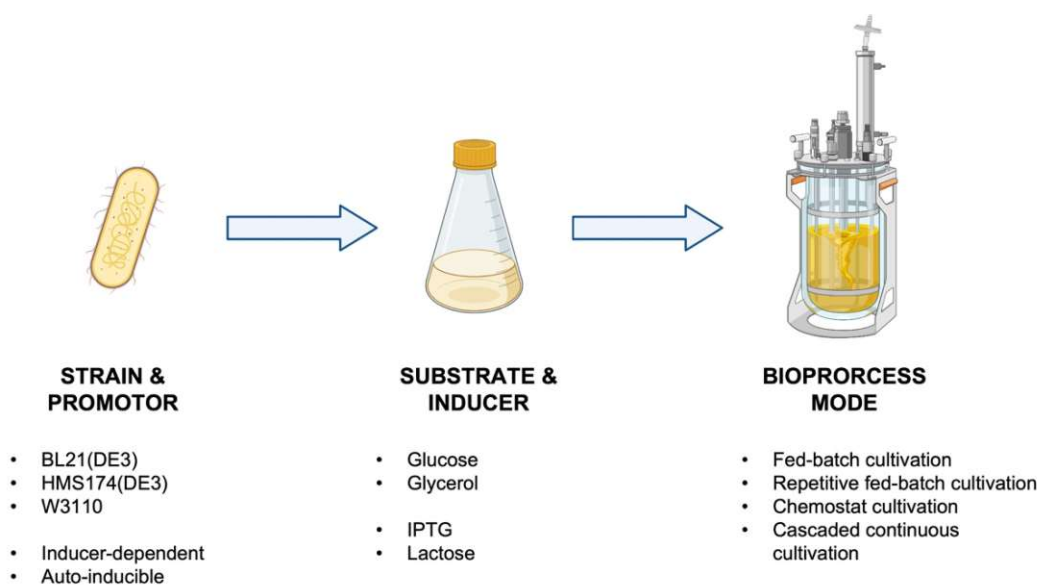 STRAIN &
PROMOTOR
• BL21(DE3)
• HMS174(DE3)
• W3110
• Inducer-dependent
• Auto-inducible
SUBSTRATE &
INDUCER
• Glucose
• Glycerol
• IPTG
• Lactose
BIOPRORCESS
MODE
• Fed-batch cultivation
• Repetitive fed-batch cultivation
• Chemostat cultivation
• Cascaded continuous
cultivation